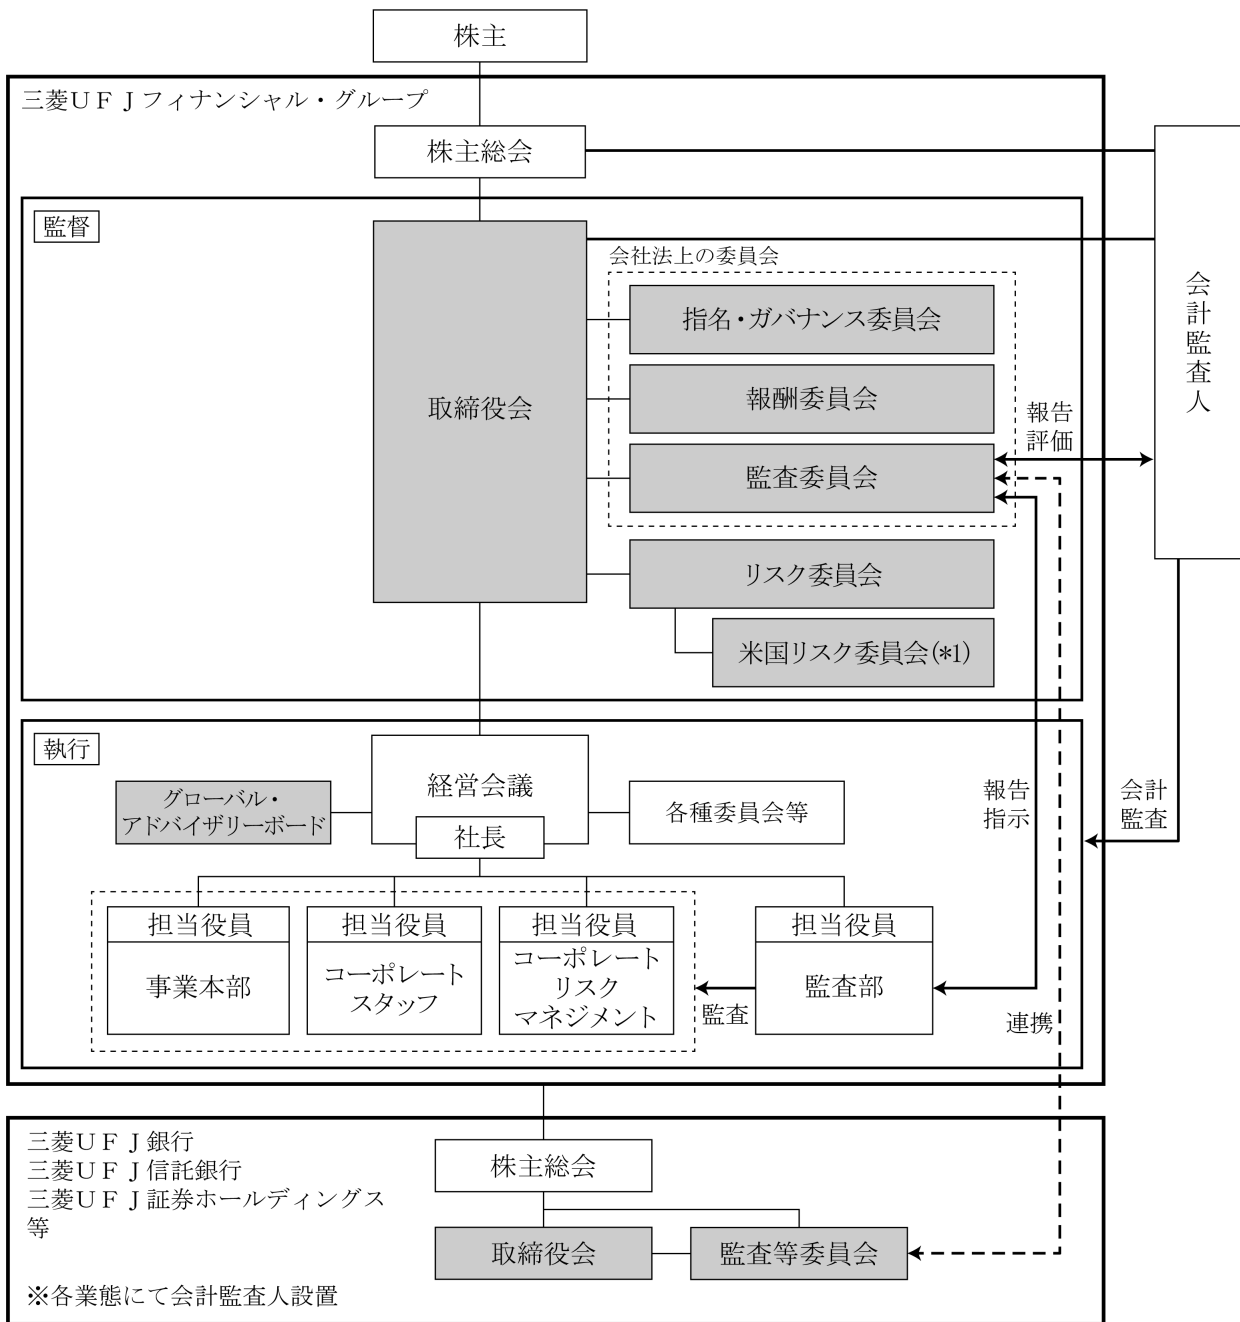 株主
三菱ＵＦＪフィナンシャル・グループ
株主総会
監督
取締役会
会社法上の委員会
指名・ガバナンス委員会
報酬委員会
監査委員会
リスク委員会
米国リスク委員会(*1)
報告
評価
会計監査人
執行
経営会議
社長
グローバル・
アドバイザリーボード
各種委員会等
報告
指示
会計
監査
担当役員
事業本部
担当役員
コーポレート
スタッフ
担当役員
コーポレート
リスク
マネジメント
監査
担当役員
監査部
連携
三菱ＵＦＪ銀行
三菱ＵＦＪ信託銀行
三菱ＵＦＪ証券ホールディングス
等
株主総会
取締役会
監査等委員会
※各業態にて会計監査人設置